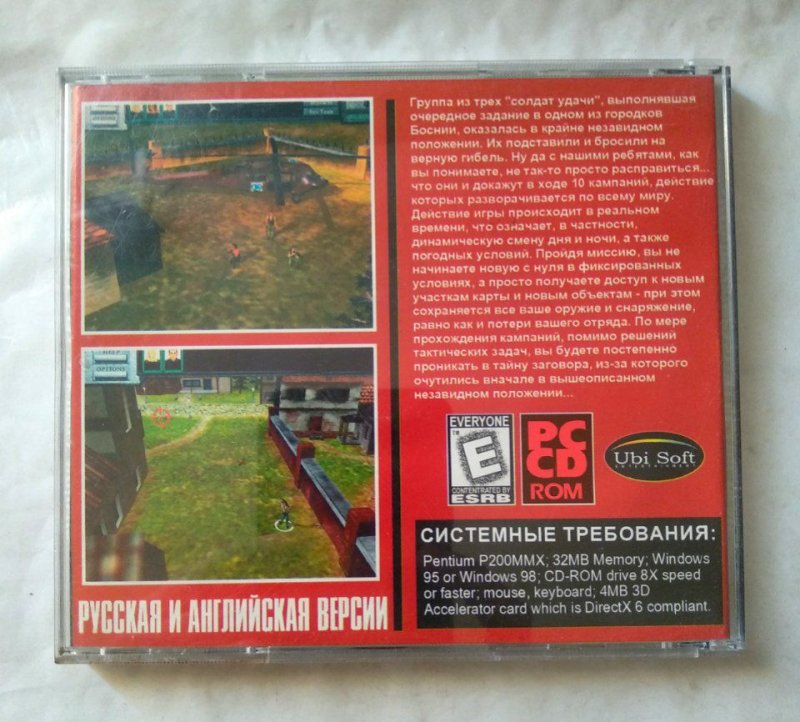 Группа из трех "солдат удачи", выполнявшая
очередное задание в одном из городков
Боснии, оказалась в крайне незавидном
положении. Их подставили и бросили на
верную гибель. Ну да с нашими ребятами, как
вы понимаете, не так-то просто расправиться...
что они и докажут в ходе 10 кампаний, действие
которых разворачивается по всему миру.
Действие игры происходит в реальном
времени, что означает, в частности,
динамическую смену дня и ночи, а также
погодных условий. Пройдя миссию, вы не
начинаете новую с нуля в фиксированных
условиях, а просто получаете доступ к новым
участкам карты и новым объектам - при этом
сохраняется все ваше оружие и снаряжение,
равно как и потери вашего отряда. По мере
прохождения кампаний, помимо решений
тактических задач, вы будете постепенно
проникать в тайну заговора, из-за которого
очутились вначале в вышеописанном
незавидном положении...
HELP
OPTIONS
EVERYONE
TM
E
CONTENTRATED BY
ESRB
PC
CD
ROM
Ubi Soft
ENTERTAINMENT
СИСТЕМНЫЕ ТРЕБОВАНИЯ:
Pentium P200MMX; 32MB Memory; Windows
95 or Windows 98; CD-ROM drive 8X speed
or faster; mouse, keyboard; 4MB 3D
Accelerator card which is DirectX 6 compliant.
РУССКАЯ И АНГЛИЙСКАЯ ВЕРСИИ